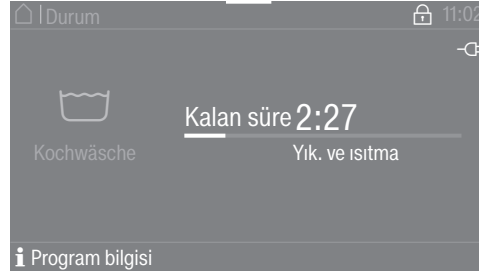 Durum 11:02
Kalan süre 2:27
Kochwäsche
Yık. ve ısıtma
i Program bilgisi